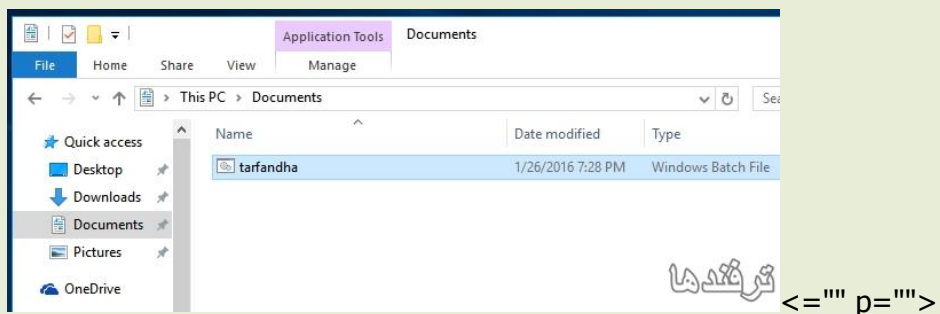 Application Tools Documents
File Home Share View Manage
This PC Documents
Name Date modified Type
Quick access
tarfandha 1/26/2016 7:28 PM Windows Batch File
Desktop
Downloads
Documents
Pictures
OneDrive
ترفندها
<="" p="">